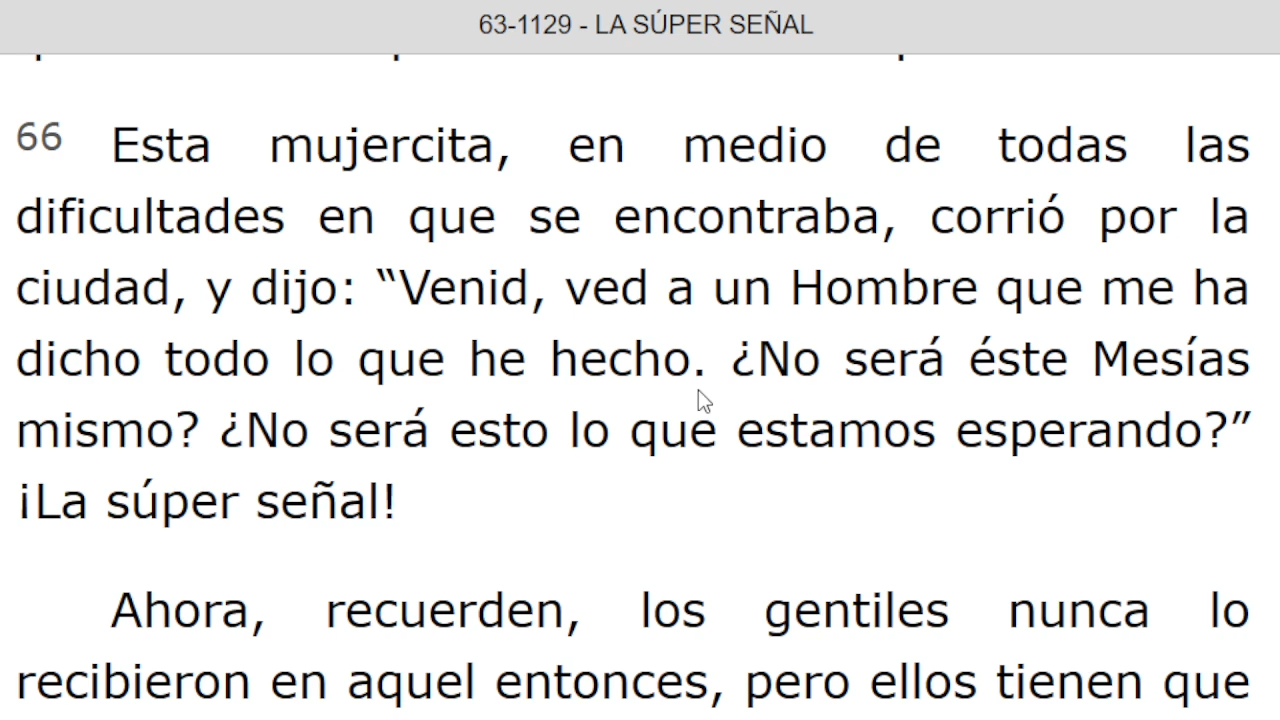 63-1129 - LA SÚPER SEÑAL
66 Esta mujercita, en medio de todas las
dificultades en que se encontraba, corrió por la
ciudad, y dijo: “Venid, ved a un Hombre que me ha
dicho todo lo que he hecho. ¿No será éste Mesías
mismo? ¿No será esto lo que estamos esperando?”
¡La súper señal!
Ahora, recuerden, los gentiles nunca lo
recibieron en aquel entonces, pero ellos tienen que